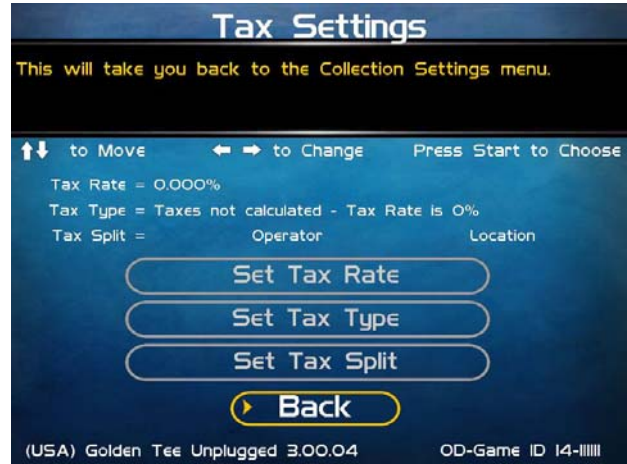 Tax Settings
This will take you back to the Collection Settings menu.
to Move to Change Press Start to Choose
Tax Rate = 0.000%
Tax Type = Taxes not calculated - Tax Rate is 0%
Tax Split = Operator Location
Set Tax Rate
Set Tax Type
Set Tax Split
Back
(USA) Golden Tee Unplugged 3.00.04 OD-Game ID 14-111111